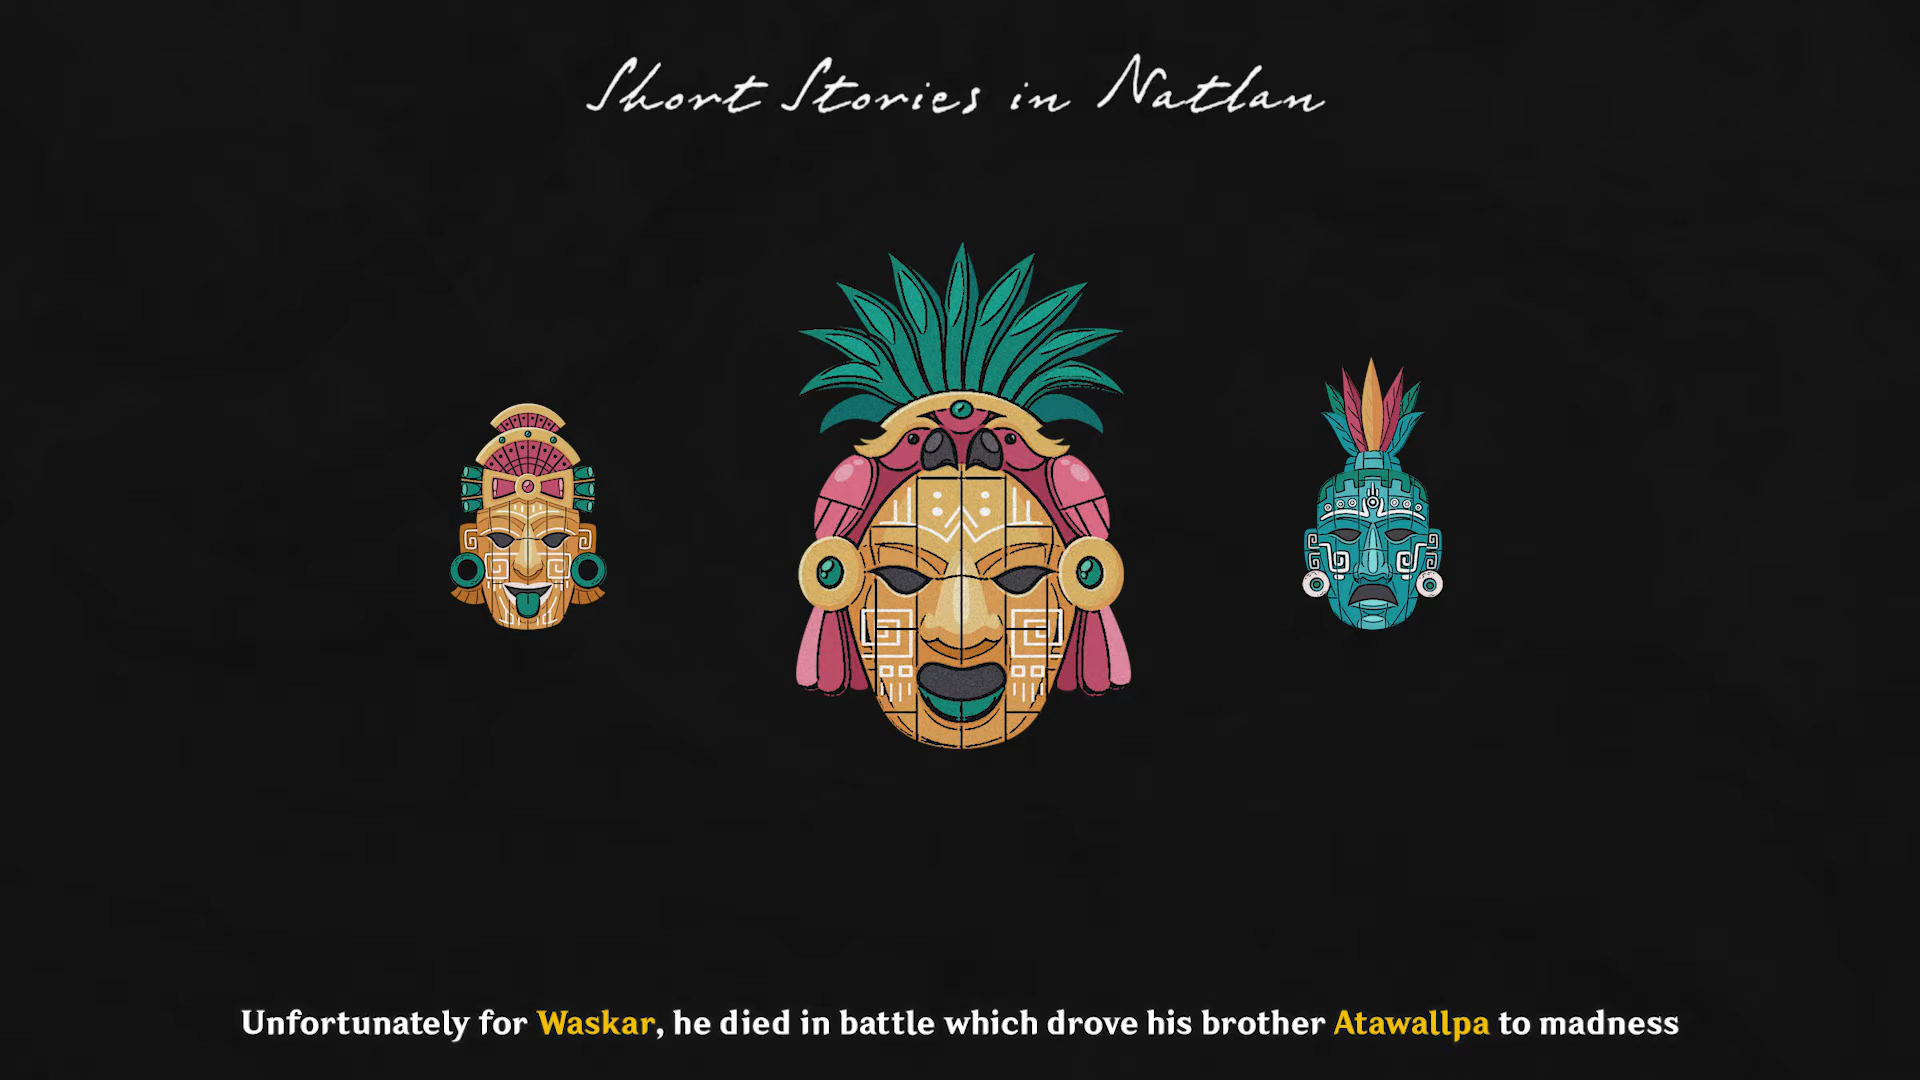 Short Stories in Natlan
Unfortunately for Waskar, he died in battle which drove his brother Atawallpa to madness